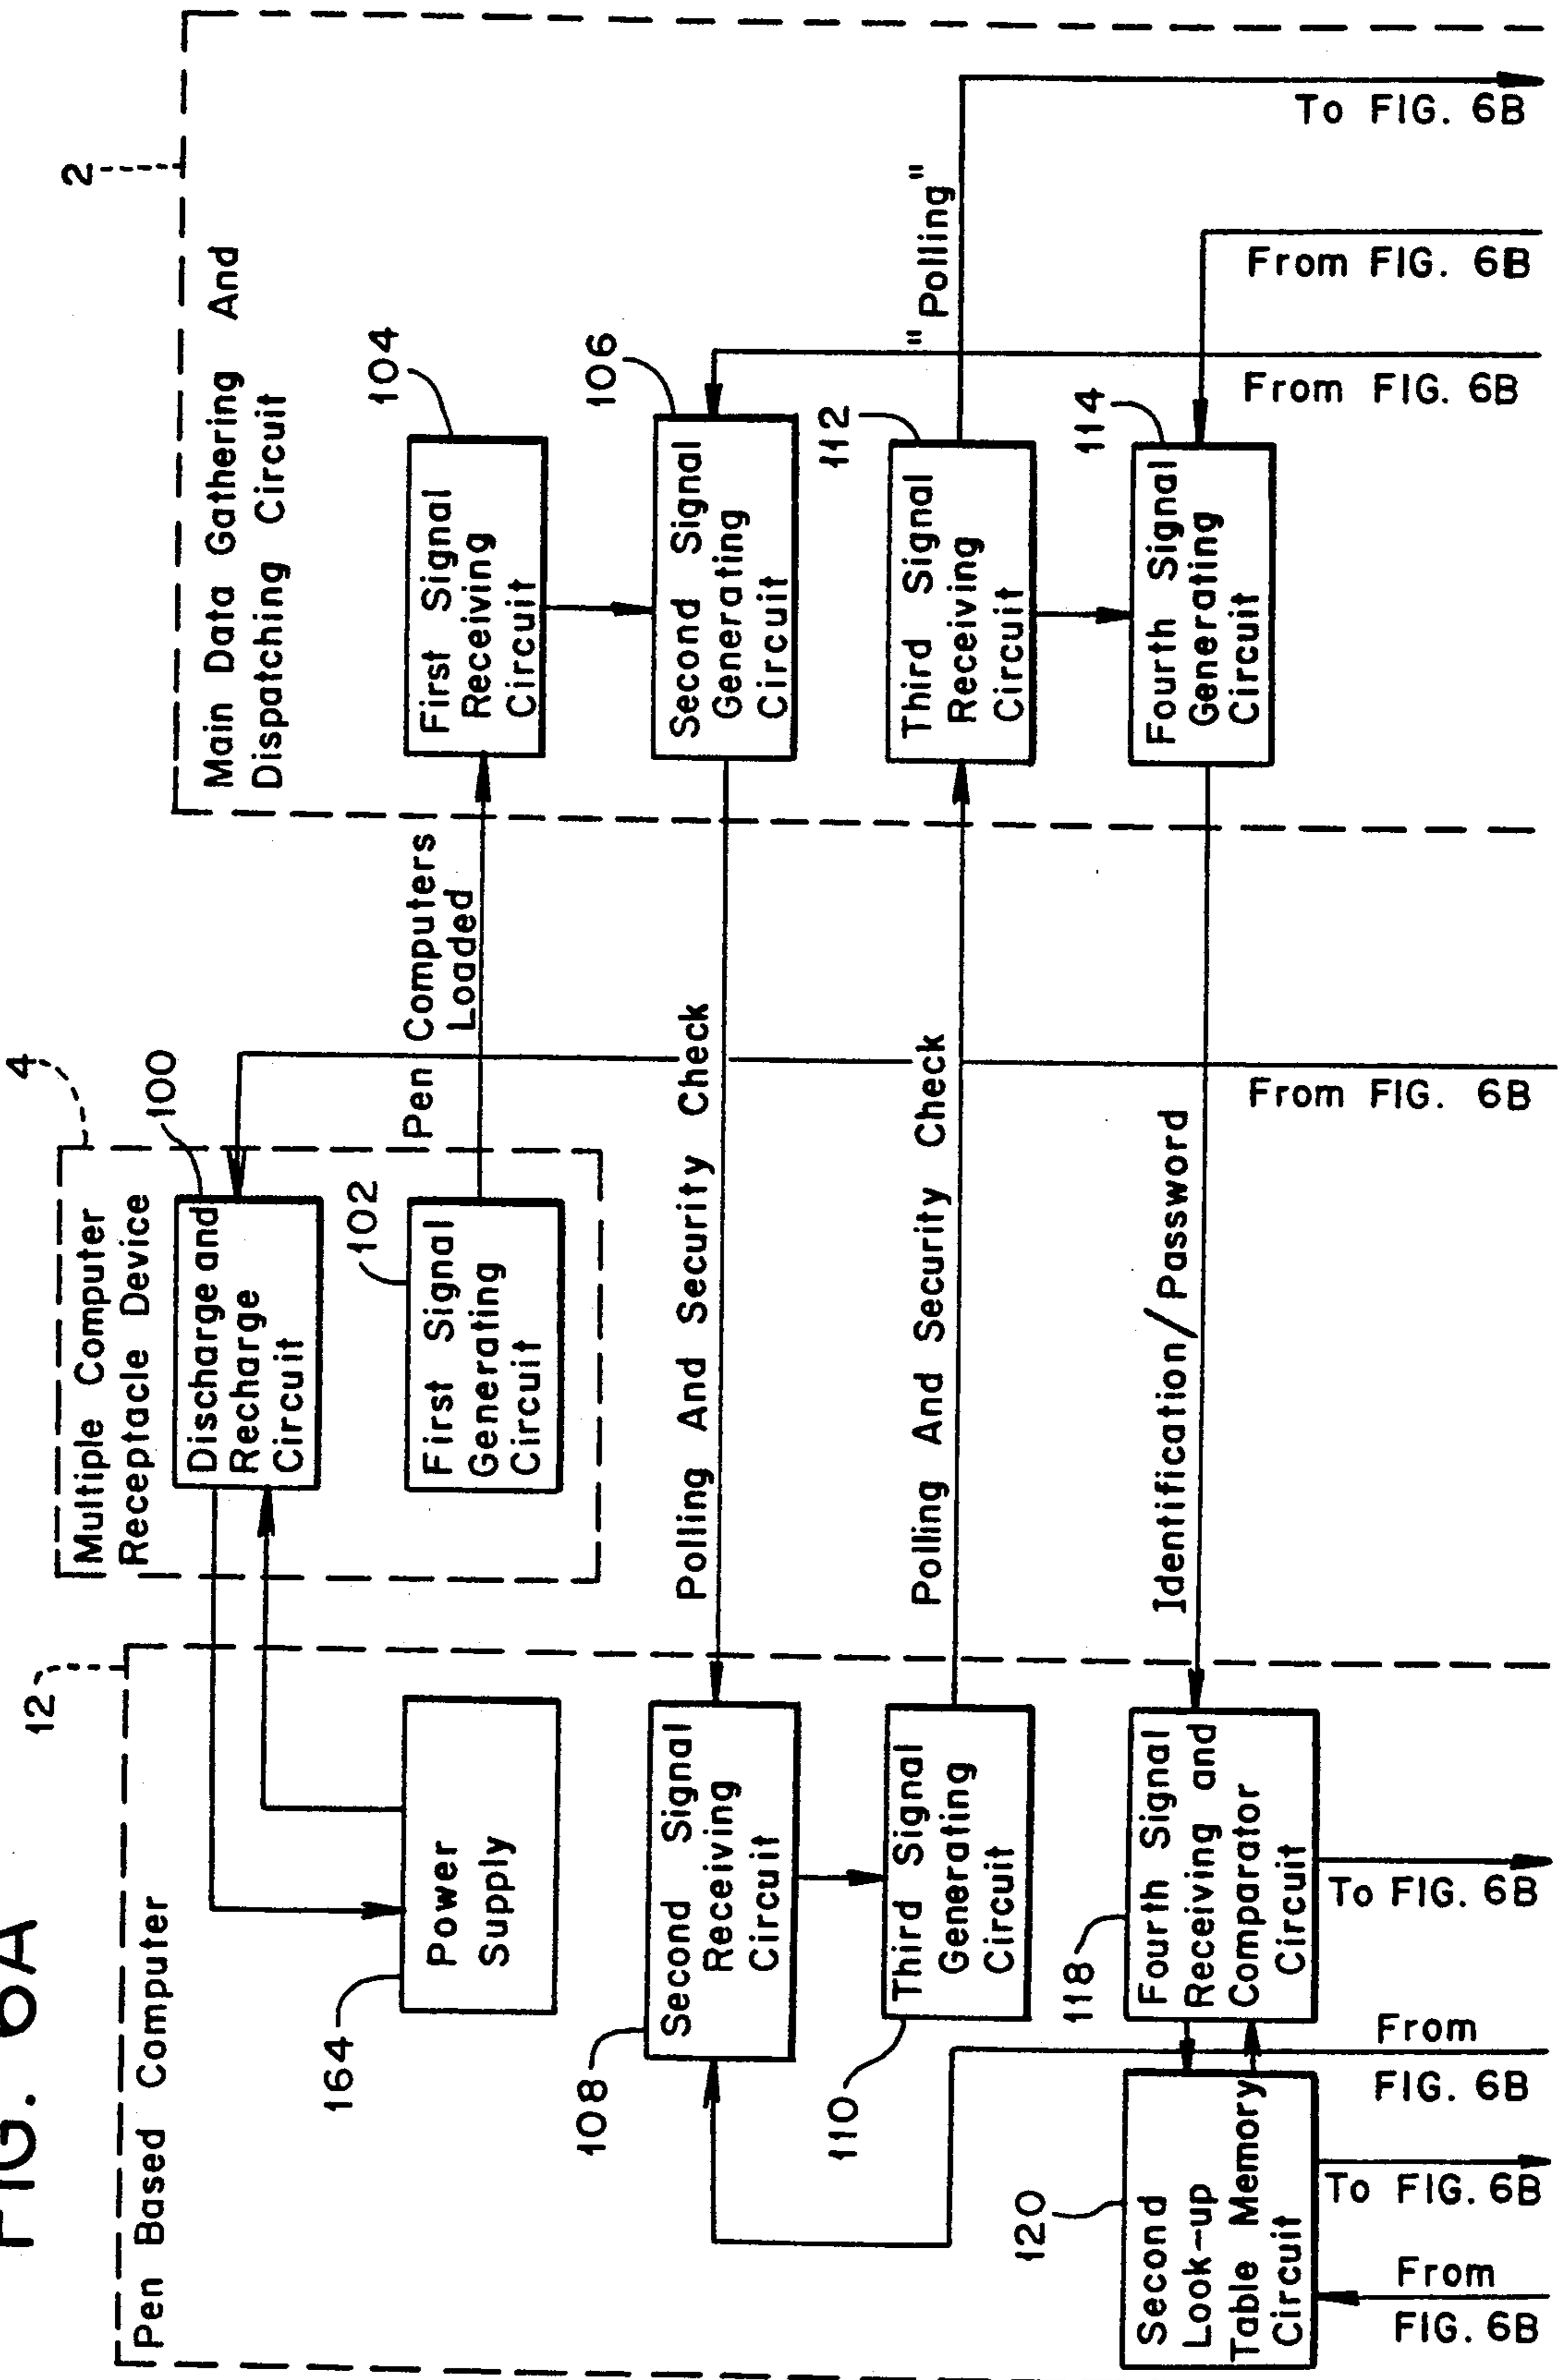 FIG. 6A
Pen Based Computer
12
164
Power
Supply
108
Second Signal
Receiving
Circuit
110
Third Signal
Generating
Circuit
118
Fourth Signal
Receiving and
Comparator
Circuit
120
Second
Look-up
Table Memory
Circuit
From
FIG. 6B
To FIG. 6B
From
FIG. 6B
To FIG. 6B
4
Multiple Computer
Receptacle Device
100
Discharge and
Recharge
Circuit
102
First Signal
Generating
Circuit
Pen Computers
Loaded
Polling And Security Check
Polling And Security Check
Identification/Password
From FIG. 6B
2
Main Data Gathering And
Dispatching Circuit
104
First Signal
Receiving
Circuit
106
Second Signal
Generating
Circuit
112
Third Signal
Receiving
Circuit
"Polling"
114
Fourth Signal
Generating
Circuit
From FIG. 6B
From FIG. 6B
To FIG. 6B